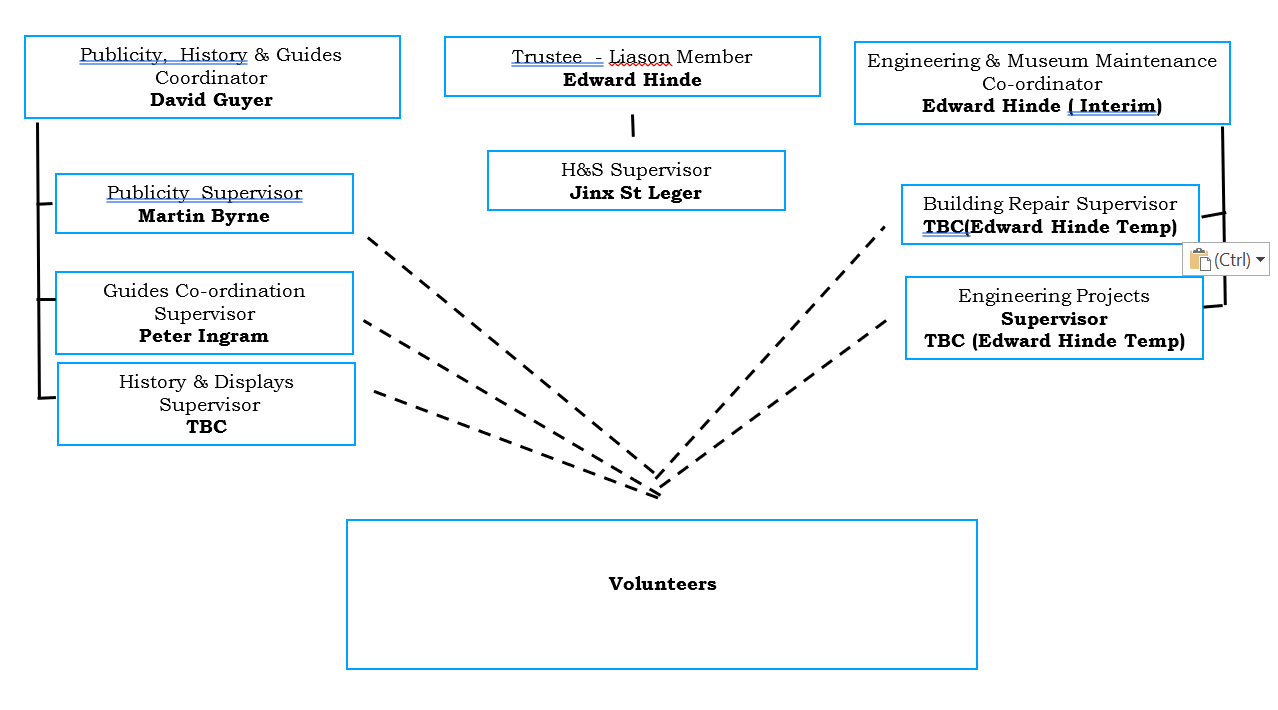 Publicity,  History & Guides
Coordinator
David Guyer
Trustee  - Liason Member
Edward Hinde
Engineering & Museum Maintenance
Co-ordinator
Edward Hinde ( Interim)
H&S Supervisor
Jinx St Leger
Publicity  Supervisor
Martin Byrne
Building Repair Supervisor
TBC(Edward Hinde Temp)
(Ctrl)
Guides Co-ordination
Supervisor
Peter Ingram
Engineering Projects
Supervisor
TBC (Edward Hinde Temp)
History & Displays
Supervisor
TBC
Volunteers